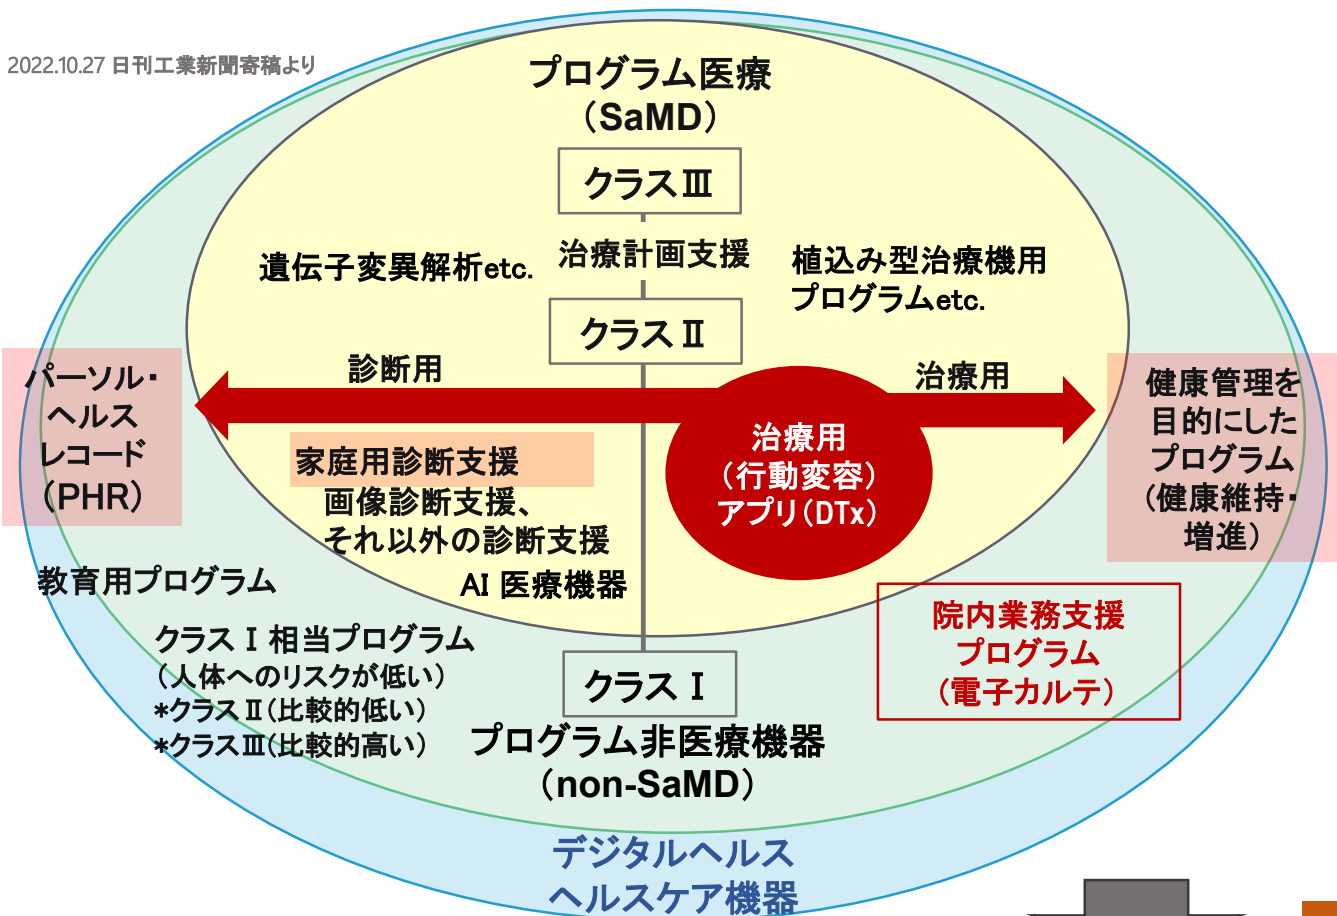 2022.10.27 日刊工業新聞寄稿より
プログラム医療
（SaMD）
クラスⅢ
遺伝子変異解析etc.
治療計画支援
植込み型治療機用
プログラムetc.
クラスⅡ
診断用
治療用
パーソル・
ヘルス
レコード
（PHR）
家庭用診断支援
画像診断支援、
それ以外の診断支援
AI 医療機器
治療用
（行動変容）
アプリ（DTx）
健康管理を
目的にした
プログラム
（健康維持・
増進）
教育用プログラム
クラスⅠ相当プログラム
（人体へのリスクが低い）
*クラスⅡ（比較的低い）
*クラスⅢ（比較的高い）
院内業務支援
プログラム
（電子カルテ）
クラスⅠ
プログラム非医療機器
（non-SaMD）
デジタルヘルス
ヘルスケア機器